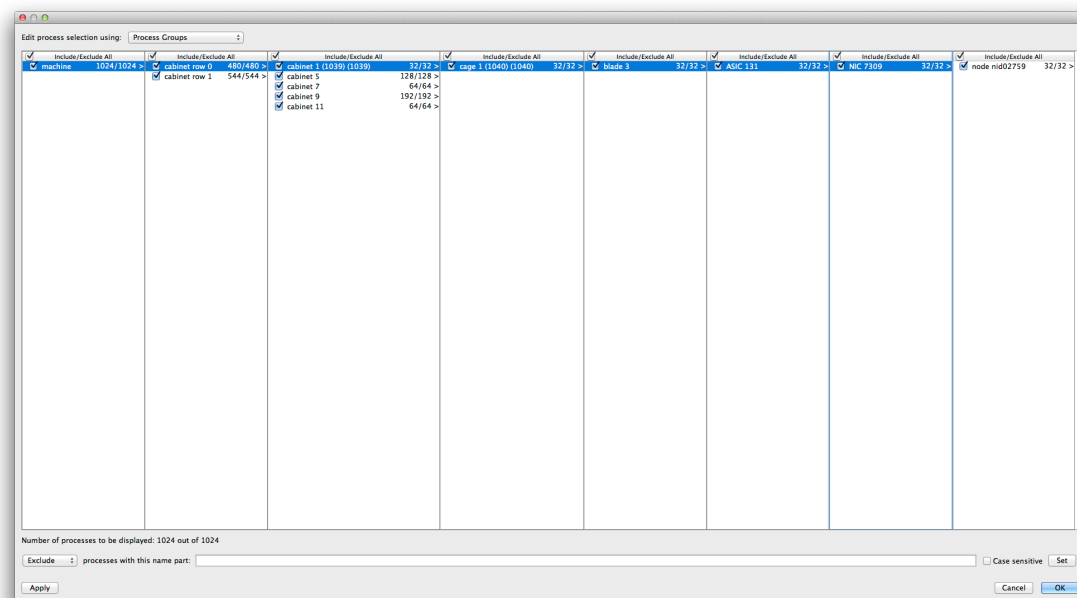 Edit process selection using: Process Groups
Include/Exclude All Include/Exclude All Include/Exclude All Include/Exclude All Include/Exclude All Include/Exclude All Include/Exclude All Include/Exclude All
machine 1024/1024 > cabinet row 0 480/480 > cabinet 1 (1039) (1039) 32/32 > cage 1 (1040) (1040) 32/32 > blade 3 32/32 > ASIC 131 32/32 > NIC 7309 32/32 > node nid02759 32/32 >
cabinet row 1 544/544 > cabinet 5 128/128 >
cabinet 7 64/64 >
cabinet 9 192/192 >
cabinet 11 64/64 >
Number of processes to be displayed: 1024 out of 1024
Exclude processes with this name part: Case sensitive Set
Apply Cancel OK